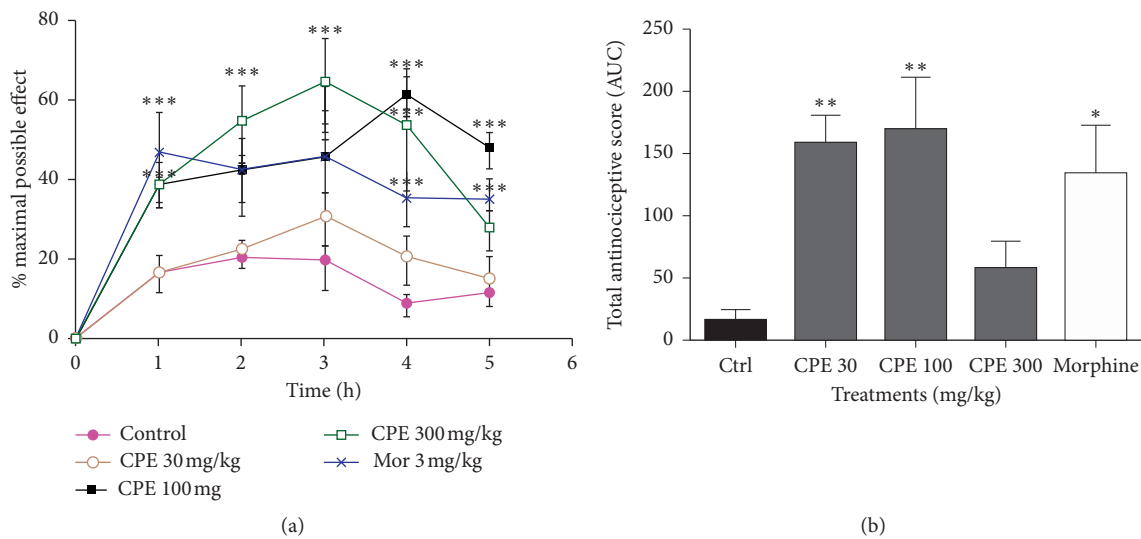 80
60
40
20
0
% maximal possible effect
***
***
***
***
***
***
***
***
***
0 1 2 3 4 5 6
Time (h)
Control
CPE 30 mg/kg
CPE 100 mg
CPE 300 mg/kg
Mor 3 mg/kg
(a)
250
200
150
100
50
0
Total antinociceptive score (AUC)
**
**
*
Ctrl CPE 30 CPE 100 CPE 300 Morphine
Treatments (mg/kg)
(b)